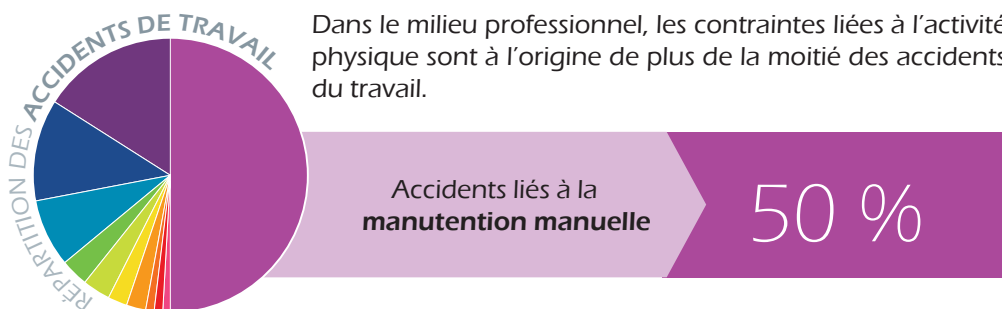 RÉPARTITION DES ACCIDENTS DE TRAVAIL
Dans le milieu professionnel, les contraintes liées à l'activité
physique sont à l'origine de plus de la moitié des accidents
du travail.
Accidents liés à la
manutention manuelle
50 %